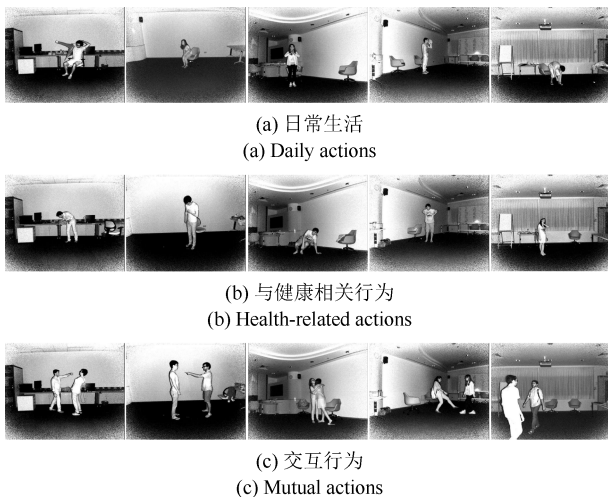 (a) 日常生活
(a) Daily actions
(b) 与健康相关行为
(b) Health-related actions
(c) 交互行为
(c) Mutual actions